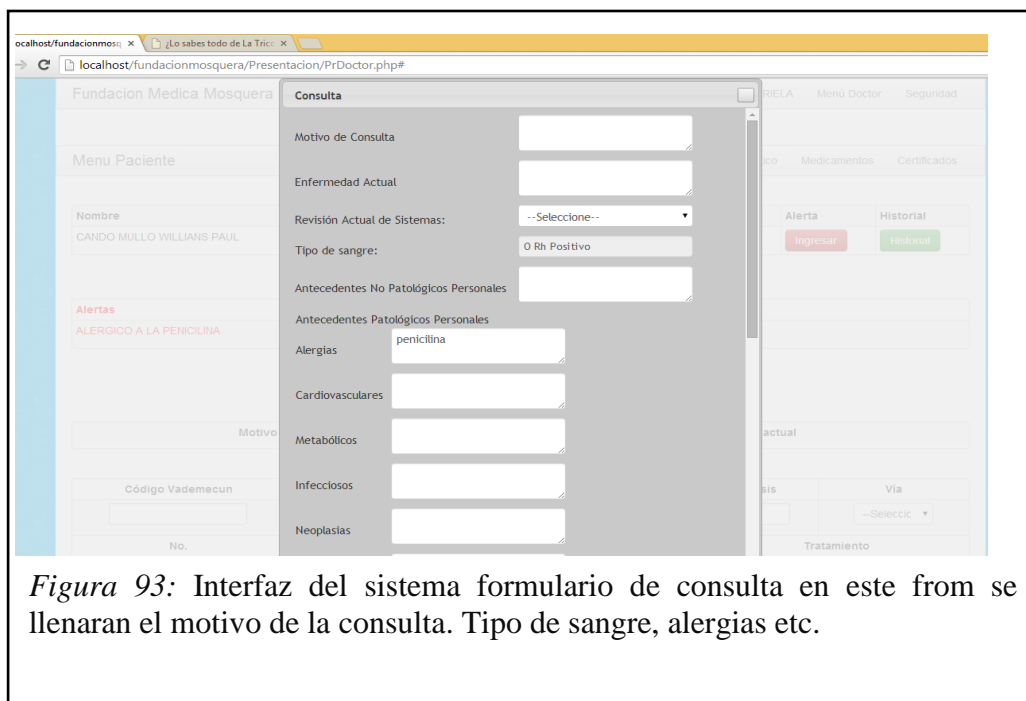 ocalhost/fundacionmosq × ¿Lo sabes todo de La Trico ×
localhost/fundacionmosquera/Presentacion/PrDoctor.php#
Fundacion Medica Mosquera Consulta RIELA Menú Doctor Seguridad
Motivo de Consulta
Menu Paciente ico Medicamentos Certificados
Enfermedad Actual
Nombre Revisión Actual de Sistemas: --Seleccione-- Alerta Historial
CANDO MULLO WILLIANS PAUL Tipo de sangre: O Rh Positivo Ingresar Historial
Antecedentes No Patológicos Personales
Alertas Antecedentes Patológicos Personales
ALERGICO A LA PENICILINA Alergias penicilina
Cardiovasculares
Motivo Metabólicos actual
Código Vademecun Infecciosos sis Via
--Seleccic
Neoplasias
No. Tratamiento
Figura 93: Interfaz del sistema formulario de consulta en este from se
llenaran el motivo de la consulta. Tipo de sangre, alergias etc.